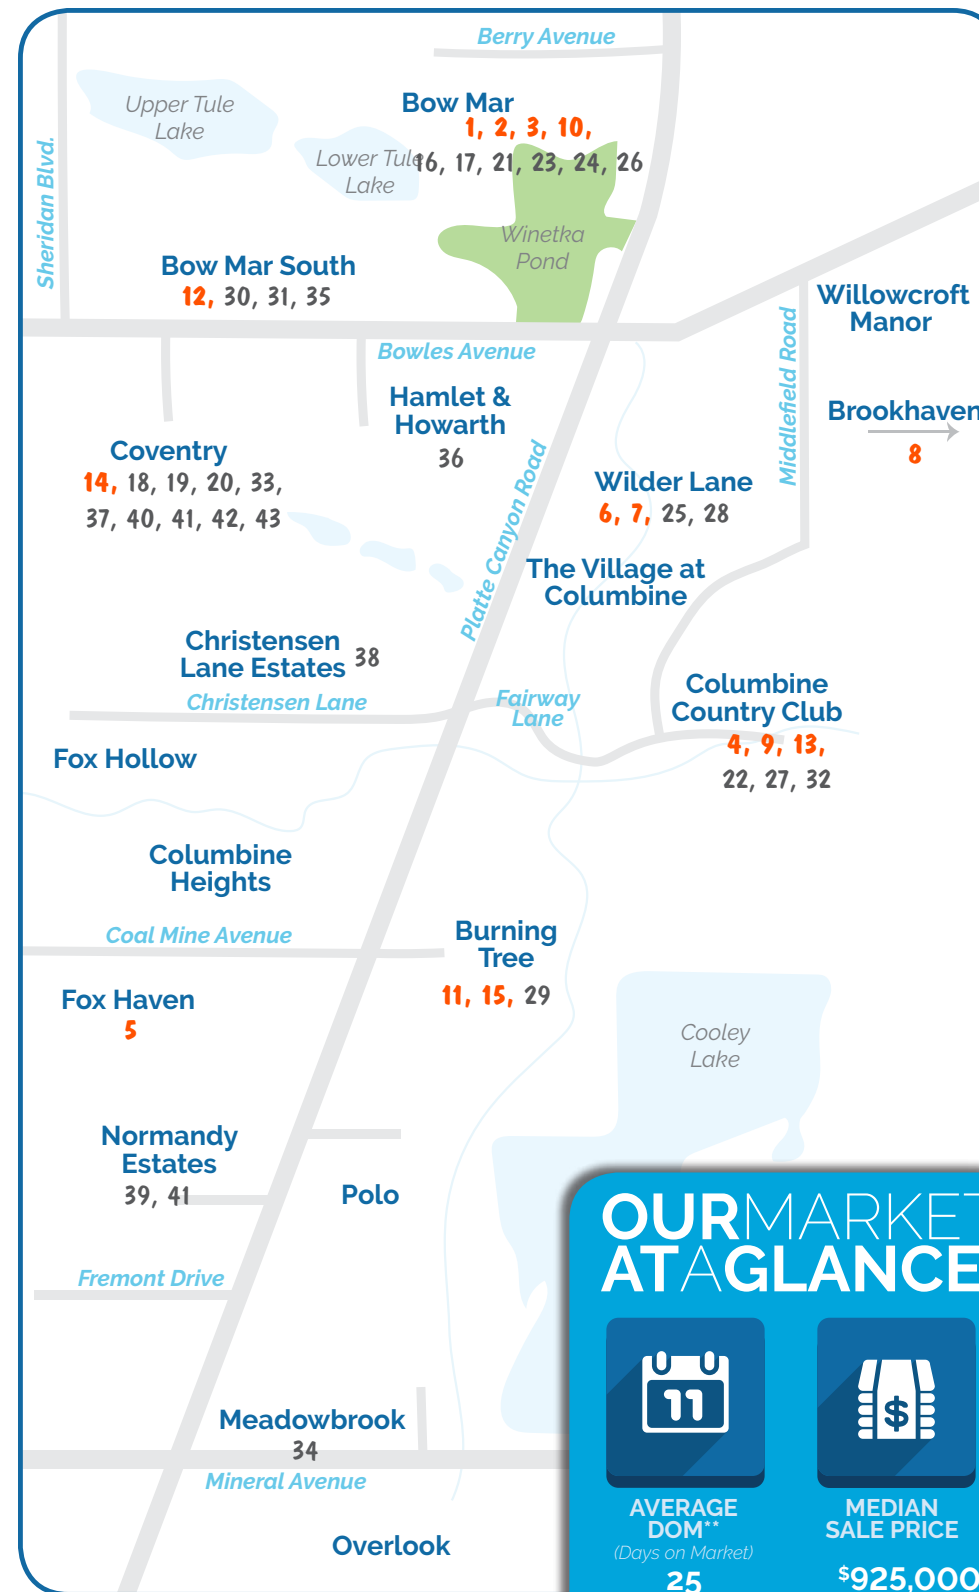 Berry Avenue
Upper Tule
Lake
Bow Mar
1, 2, 3, 10,
16, 17, 21, 23, 24, 26
Lower Tule
Lake
Sheridan Blvd.
Winetka
Pond
Bow Mar South
12, 30, 31, 35
Willowcroft
Manor
Bowles Avenue
Middlefield Road
Hamlet &
Howarth
36
Brookhaven
8
Coventry
14, 18, 19, 20, 33,
37, 40, 41, 42, 43
Platte Canyon Road
Wilder Lane
6, 7, 25, 28
The Village at
Columbine
Christensen
Lane Estates 38
Christensen Lane
Fairway
Lane
Columbine
Country Club
4, 9, 13,
22, 27, 32
Fox Hollow
Columbine
Heights
Coal Mine Avenue
Burning
Tree
11, 15, 29
Fox Haven
5
Cooley
Lake
Normandy
Estates
39, 41
Polo
Fremont Drive
Meadowbrook
34
Mineral Avenue
Overlook
OURMARKET
ATAGLANCE
11
$
AVERAGE
DOM**
(Days on Market)
25
MEDIAN
SALE PRICE
$925,000